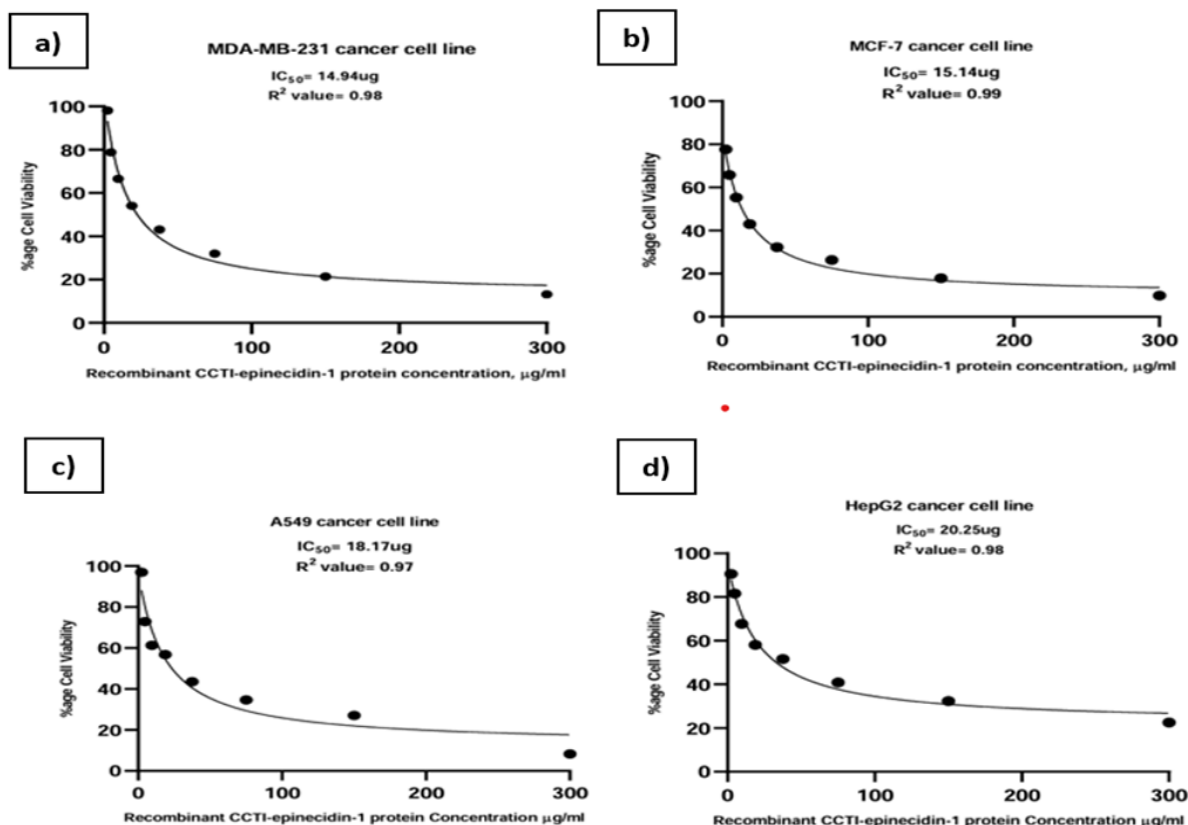 a)
MDA-MB-231 cancer cell line
IC50= 14.94ug
R2 value= 0.98
100
80
60
40
20
0
%age Cell Viability
0 100 200 300
Recombinant CCTI-epinecidin-1 protein concentration, μg/ml
b)
MCF-7 cancer cell line
IC50= 15.14ug
R2 value= 0.99
100
80
60
40
20
0
%age Cell Viability
0 100 200 300
Recombinant CCTI-epinecidin-1 protein concentration, μg/ml
c)
A549 cancer cell line
IC50= 18.17ug
R2 value= 0.97
100
80
60
40
20
0
%age Cell Viability
0 100 200 300
Recombinant CCTI-epinecidin-1 protein Concentration μg/ml
d)
HepG2 cancer cell line
IC50= 20.25ug
R2 value= 0.98
100
80
60
40
20
0
%age Cell Viability
0 100 200 300
Recombinant CCTI-epinecidin-1 protein Concentration μg/ml